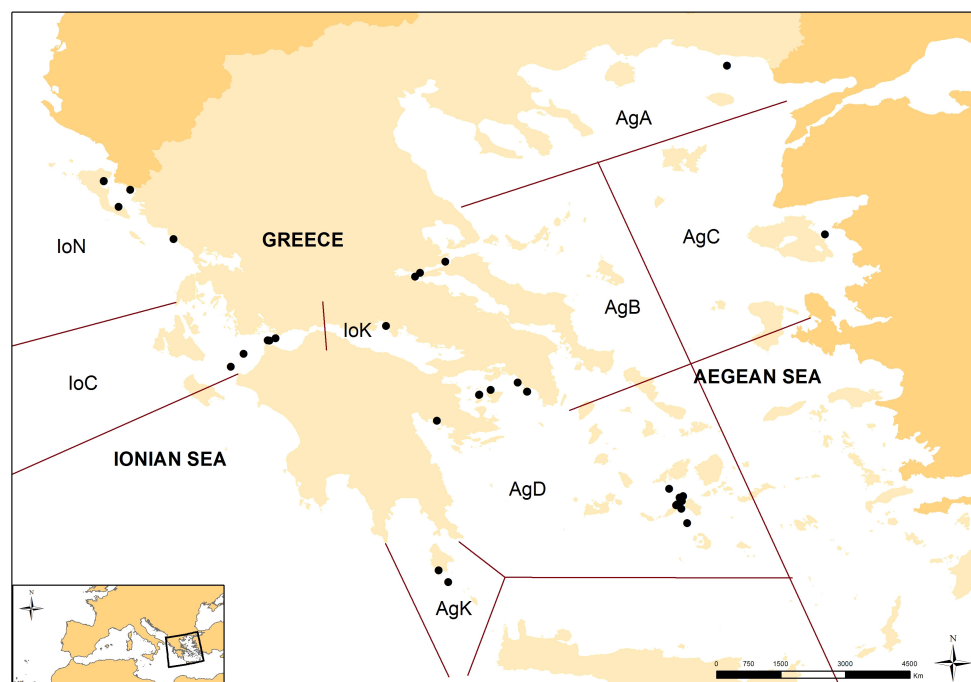 AgA
AgC
GREECE
IoN
AgB
IoK
IoC
AEGEAN SEA
IONIAN SEA
AgD
AgK
N
N
0 750 1500 3000 4500
Km